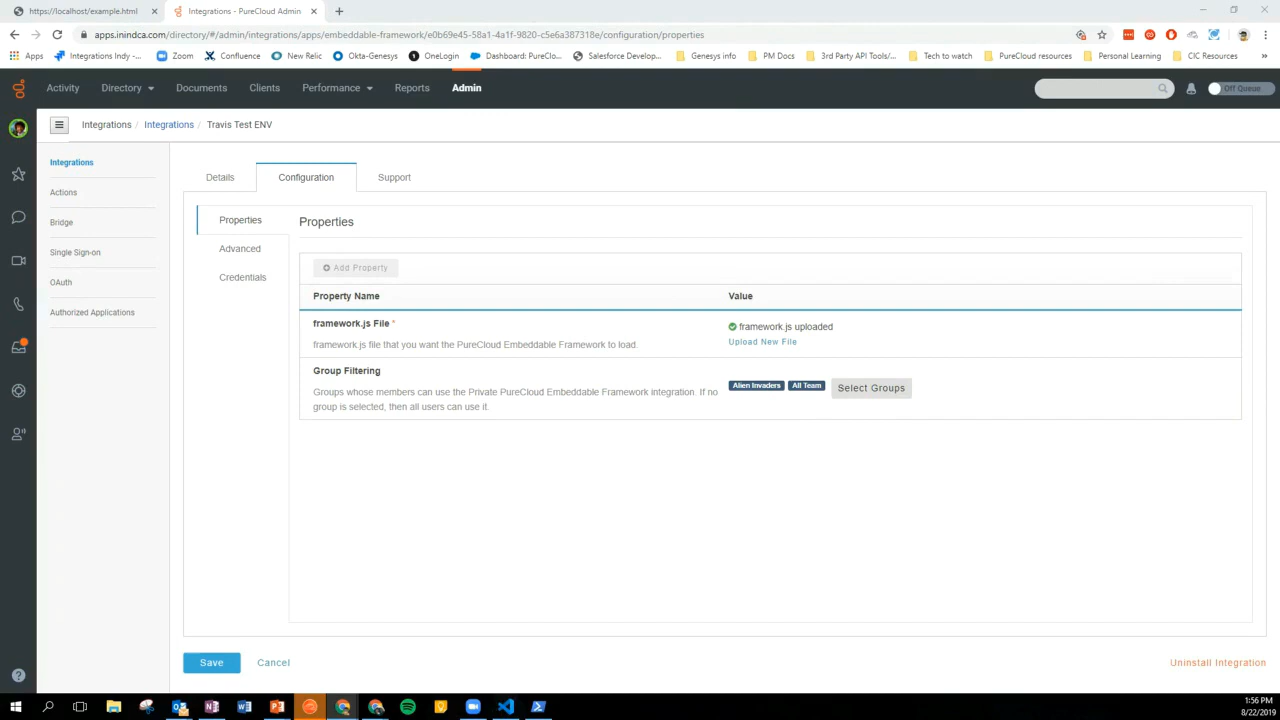 https://localhost/example.html
Integrations - PureCloud Admin
apps.inindca.com/directory/#/admin/integrations/apps/embeddable-framework/e0b69e45-58a1-4a1f-9820-c5e6a387318e/configuration/properties
Apps
Integrations Indy -...
Zoom
Confluence
New Relic
Okta-Genesys
OneLogin
Dashboard: PureClo...
Salesforce Develop...
Genesys info
PM Docs
3rd Party API Tools/...
Tech to watch
PureCloud resources
Personal Learning
CIC Resources
»
Activity
Directory
Documents
Clients
Performance
Reports
Admin
Off Queue
Integrations / Integrations / Travis Test ENV
Integrations
Actions
Bridge
Single Sign-on
OAuth
Authorized Applications
Details
Configuration
Support
Properties
Advanced
Credentials
Properties
Add Property
Property Name
Value
framework.js File *
framework.js file that you want the PureCloud Embeddable Framework to load.
framework.js uploaded
Upload New File
Group Filtering
Groups whose members can use the Private PureCloud Embeddable Framework integration. If no
group is selected, then all users can use it.
Alien Invaders
All Team
Select Groups
Save
Cancel
Uninstall Integration
1:56 PM
8/22/2019